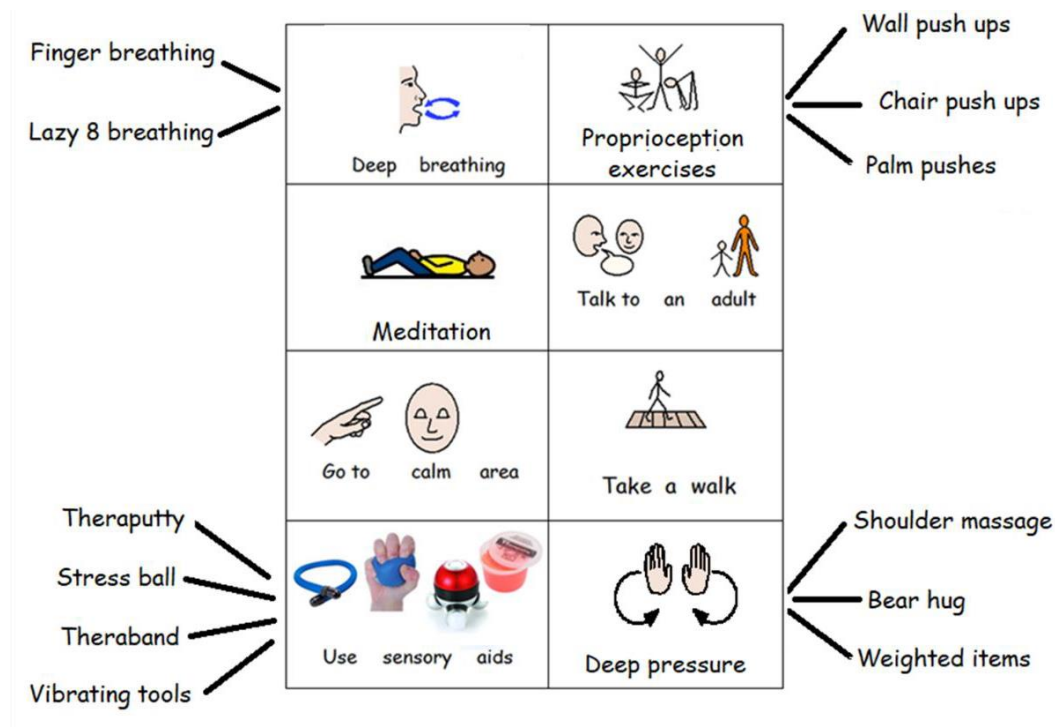 Finger breathing
Lazy 8 breathing
Deep breathing
Proprioception
exercises
Wall push ups
Chair push ups
Palm pushes
Meditation
Talk to an adult
Go to calm area
Take a walk
Theraputty
Stress ball
Theraband
Vibrating tools
Use sensory aids
Deep pressure
Shoulder massage
Bear hug
Weighted items